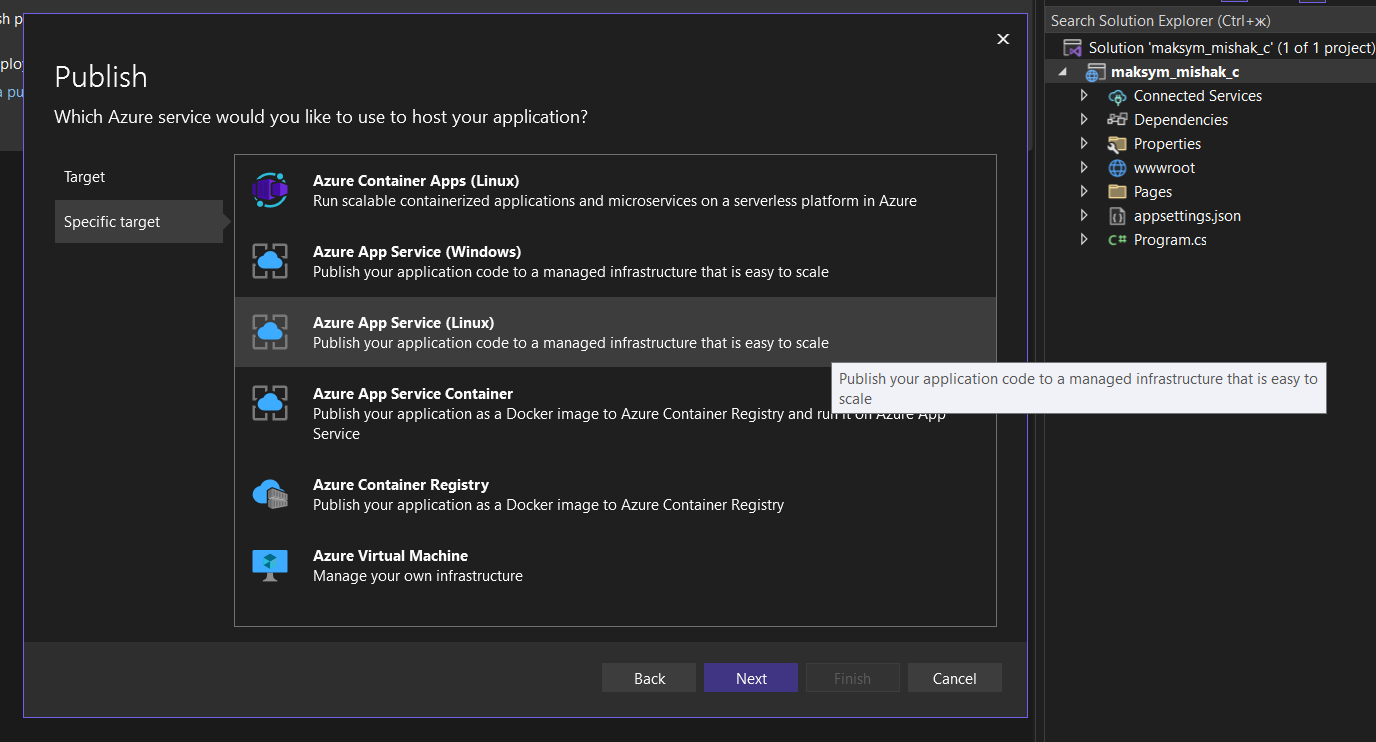 Publish
Which Azure service would you like to use to host your application?
Target
Specific target
Azure Container Apps (Linux)
Run scalable containerized applications and microservices on a serverless platform in Azure
Azure App Service (Windows)
Publish your application code to a managed infrastructure that is easy to scale
Azure App Service (Linux)
Publish your application code to a managed infrastructure that is easy to scale
Publish your application code to a managed infrastructure that is easy to
scale
Azure App Service Container
Publish your application as a Docker image to Azure Container Registry and run it on Azure App
Service
Azure Container Registry
Publish your application as a Docker image to Azure Container Registry
Azure Virtual Machine
Manage your own infrastructure
Back
Next
Finish
Cancel
Search Solution Explorer (Ctrl+ж)
Solution 'maksym_mishak_c' (1 of 1 project)
maksym_mishak_c
Connected Services
Dependencies
Properties
wwwroot
Pages
appsettings.json
C# Program.cs